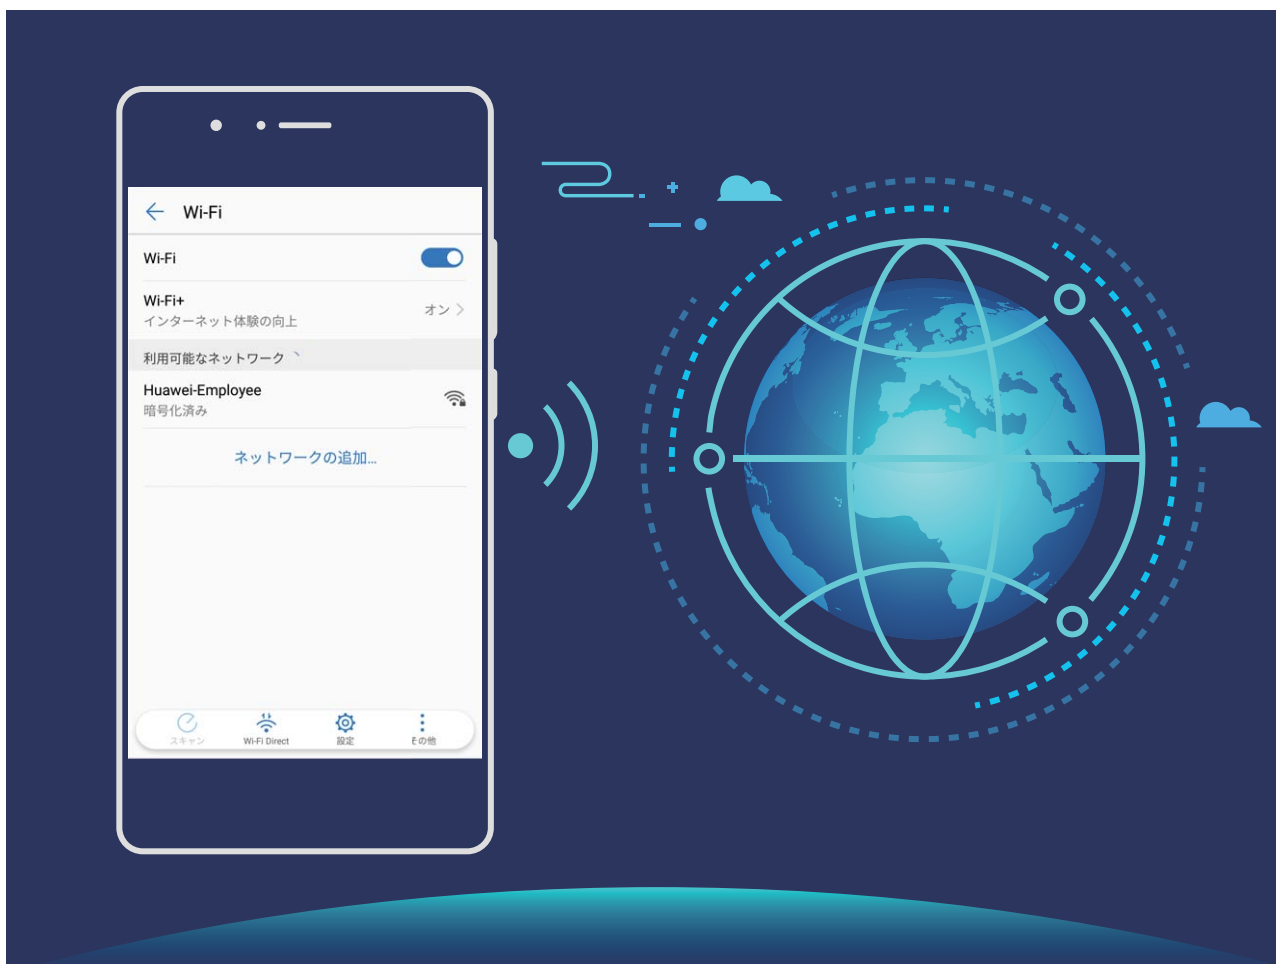 Wi-Fi
Wi-Fi
Wi-Fi+
インターネット体験の向上
オン
利用可能なネットワーク
Huawei-Employee
暗号化済み
ネットワークの追加...
スキャン
Wi-Fi Direct
設定
その他